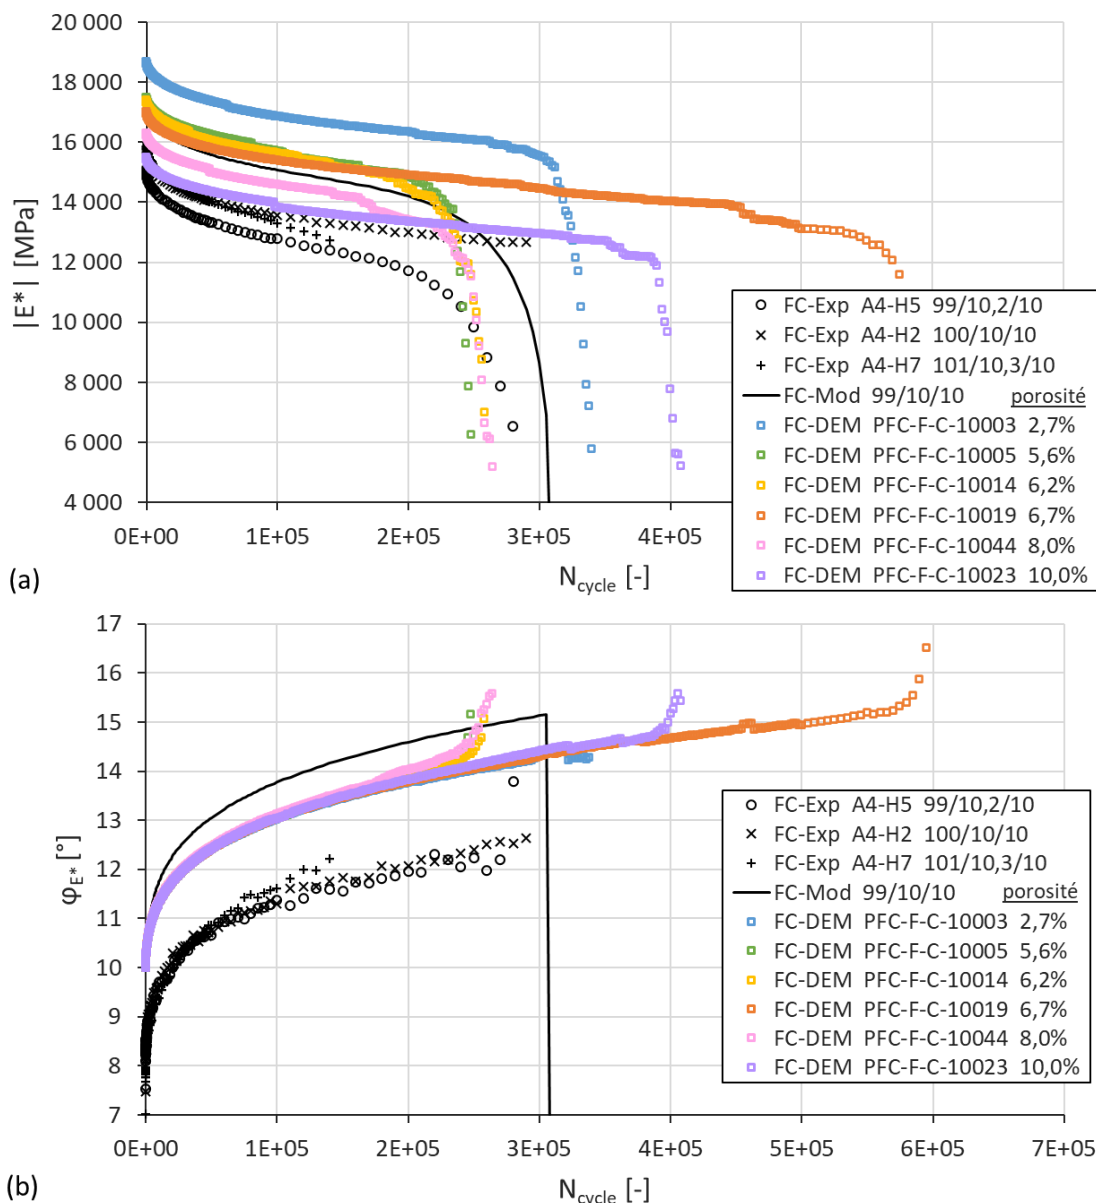 20 000
18 000
16 000
14 000
12 000
10 000
8 000
6 000
4 000
|E*| [MPa]
0E+00 1E+05 2E+05 3E+05 4E+05
N_cycle [-]
FC-Exp A4-H5 99/10,2/10
FC-Exp A4-H2 100/10/10
FC-Exp A4-H7 101/10,3/10
FC-Mod 99/10/10 porosité
FC-DEM PFC-F-C-10003 2,7%
FC-DEM PFC-F-C-10005 5,6%
FC-DEM PFC-F-C-10014 6,2%
FC-DEM PFC-F-C-10019 6,7%
FC-DEM PFC-F-C-10044 8,0%
FC-DEM PFC-F-C-10023 10,0%
(a)
17
16
15
14
13
12
11
10
9
8
7
φE* [°]
0E+00 1E+05 2E+05 3E+05 4E+05 5E+05 6E+05 7E+05
N_cycle [-]
FC-Exp A4-H5 99/10,2/10
FC-Exp A4-H2 100/10/10
FC-Exp A4-H7 101/10,3/10
FC-Mod 99/10/10 porosité
FC-DEM PFC-F-C-10003 2,7%
FC-DEM PFC-F-C-10005 5,6%
FC-DEM PFC-F-C-10014 6,2%
FC-DEM PFC-F-C-10019 6,7%
FC-DEM PFC-F-C-10044 8,0%
FC-DEM PFC-F-C-10023 10,0%
(b)